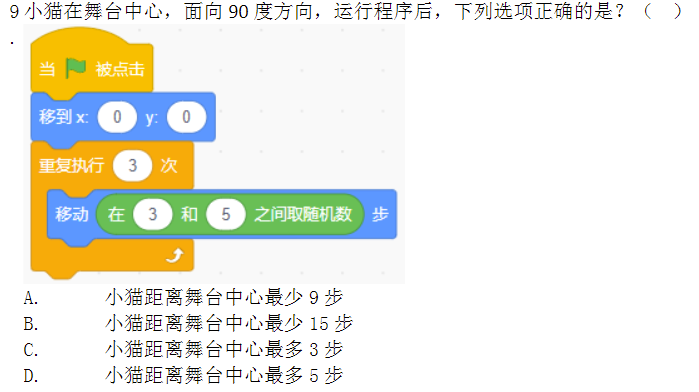 9 小猫在舞台中心，面向 90 度方向，运行程序后，下列选项正确的是？（ ）
.
当 被点击
移到 x: 0 y: 0
重复执行 3 次
移动 在 3 和 5 之间取随机数 步
A. 小猫距离舞台中心最少 9 步
B. 小猫距离舞台中心最少 15 步
C. 小猫距离舞台中心最多 3 步
D. 小猫距离舞台中心最多 5 步